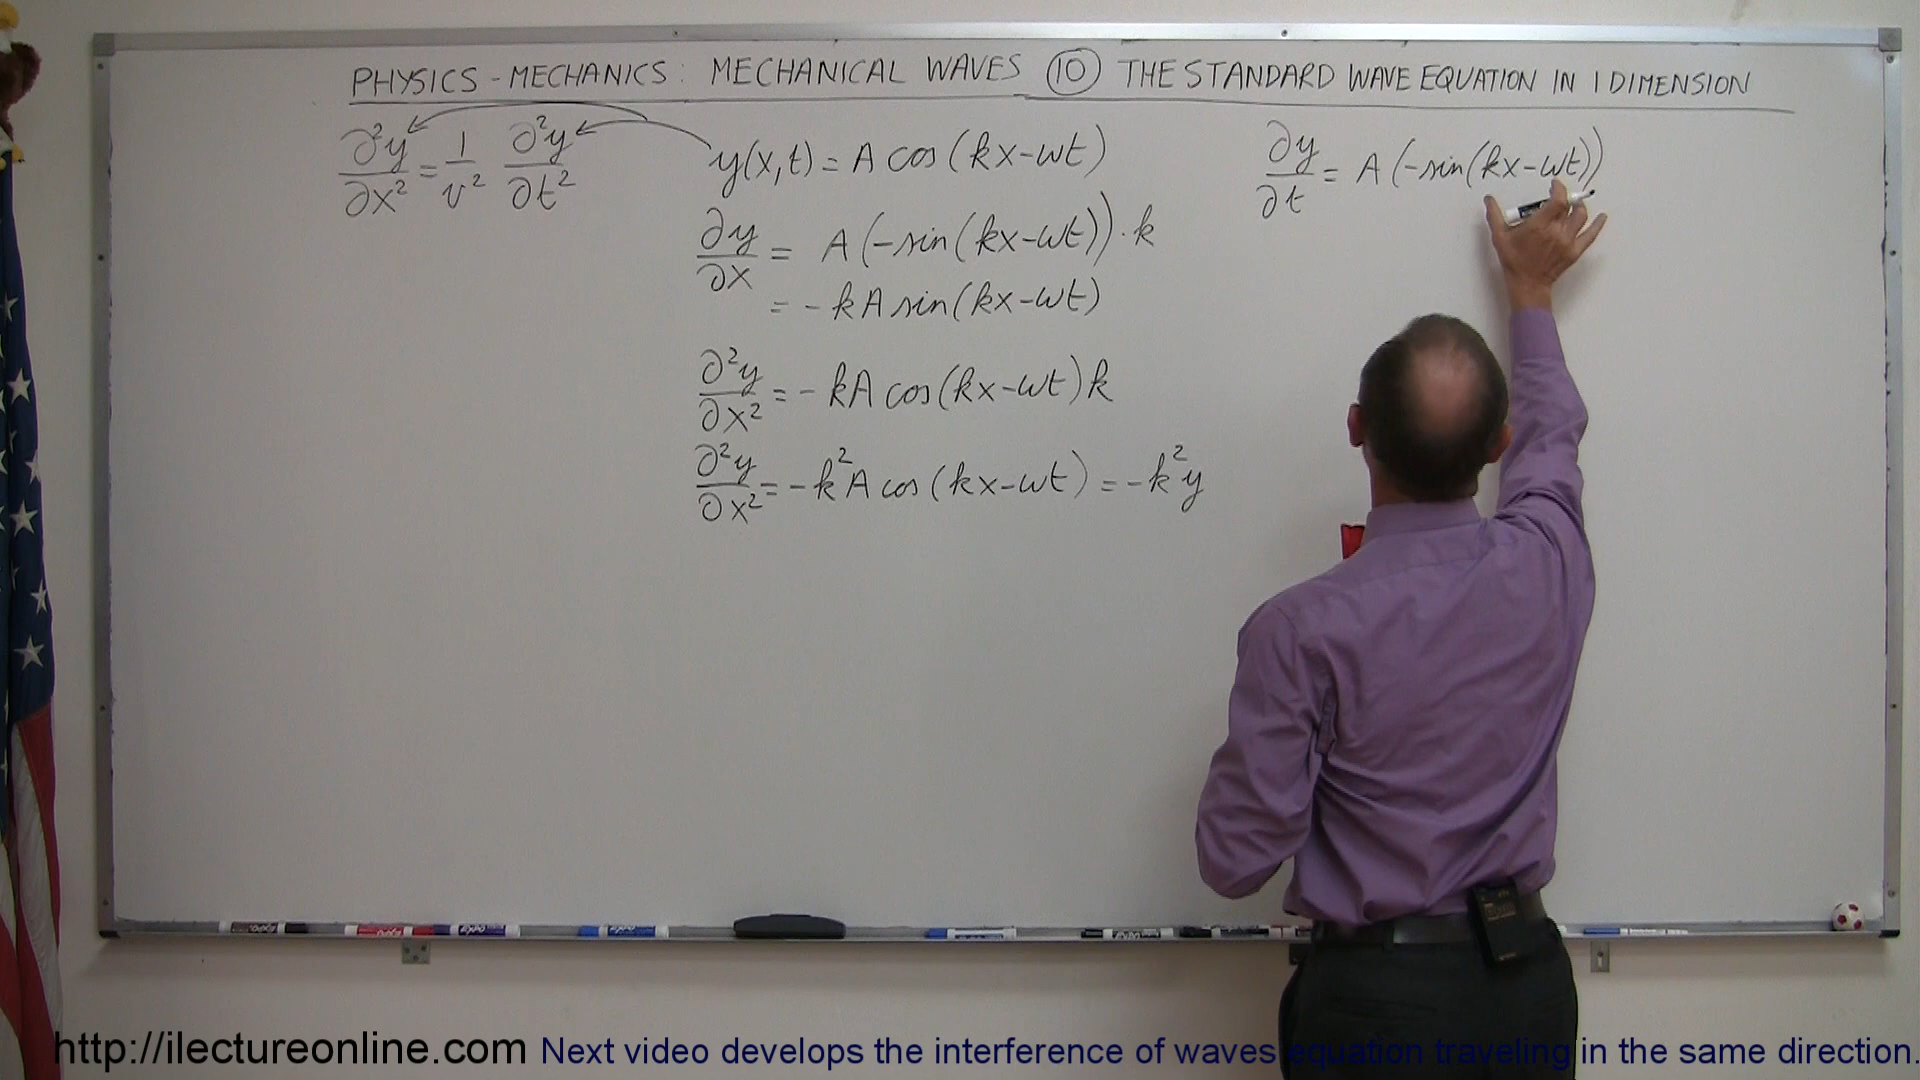 PHYSICS - MECHANICS: MECHANICAL WAVES 10 THE STANDARD WAVE EQUATION IN 1 DIMENSION
∂²y/∂x² = 1/v² ∂²y/∂t²
y(x,t) = A cos(kx-ωt)
∂y/∂x = A(-sin(kx-ωt))·k
= -kA sin(kx-ωt)
∂²y/∂x² = -kA cos(kx-ωt)k
∂²y/∂x² = -k²A cos(kx-ωt) = -k²y
∂y/∂t = A(-sin(kx-ωt))
http://ilectureonline.com Next video develops the interference of waves equation traveling in the same direction.